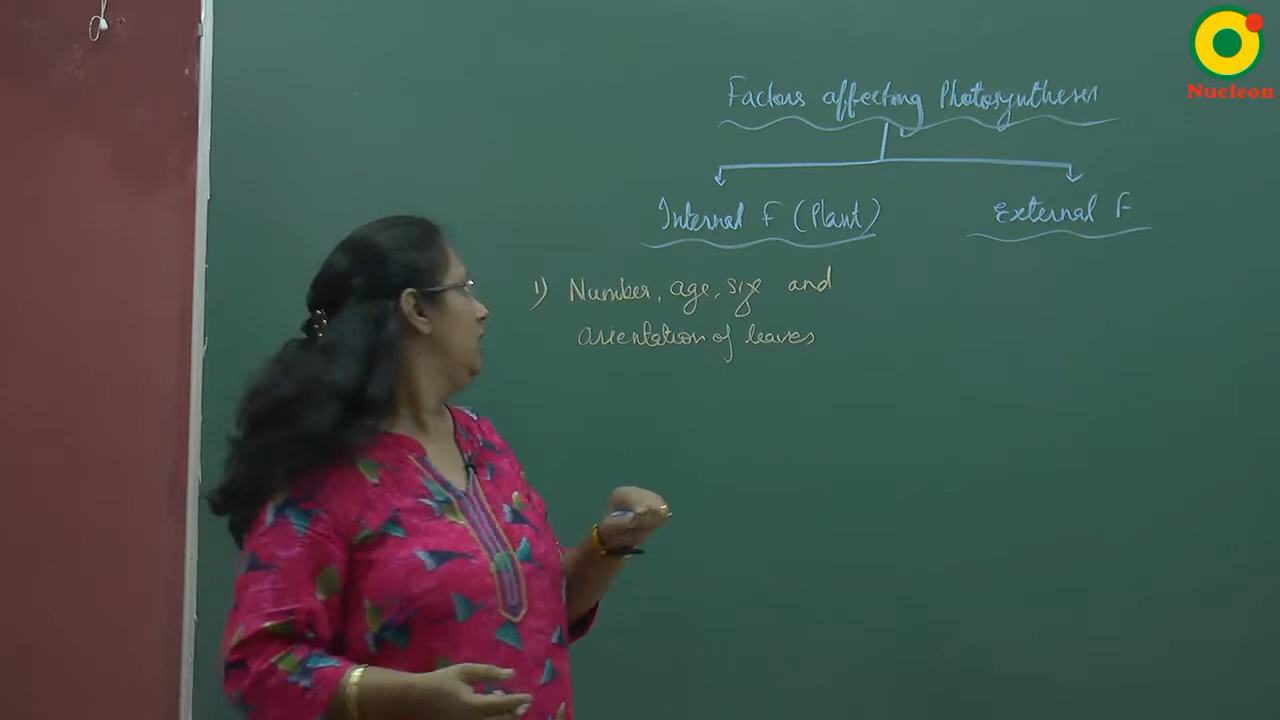 Factors affecting Photosynthesis
Internal F (Plant)
External F
1) Number, age, size and
orientation of leaves
Nucleon